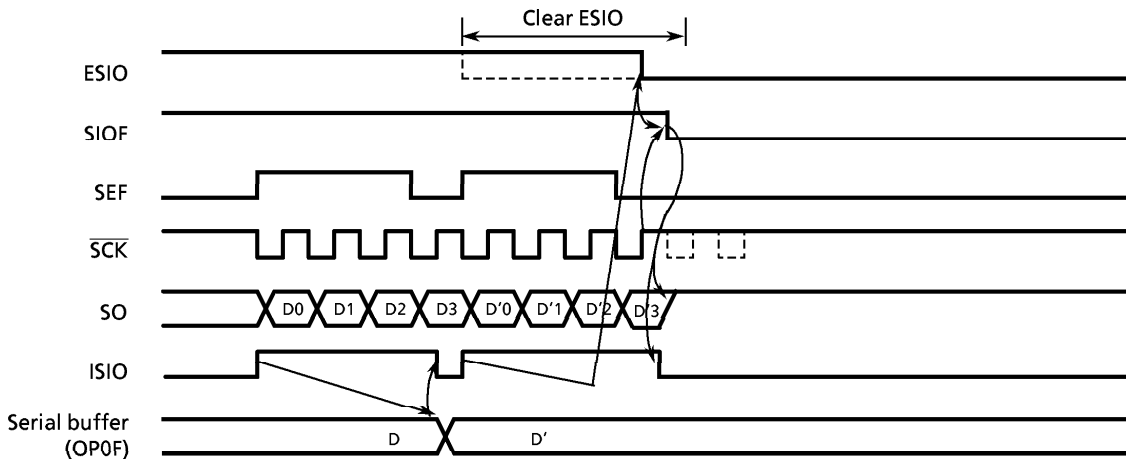 Clear ESIO
ESIO
SIOF
SEF
SCK
SO
D0 D1 D2 D3 D'0 D'1 D'2 D'3
ISIO
Serial buffer
(OP0F)
D D'